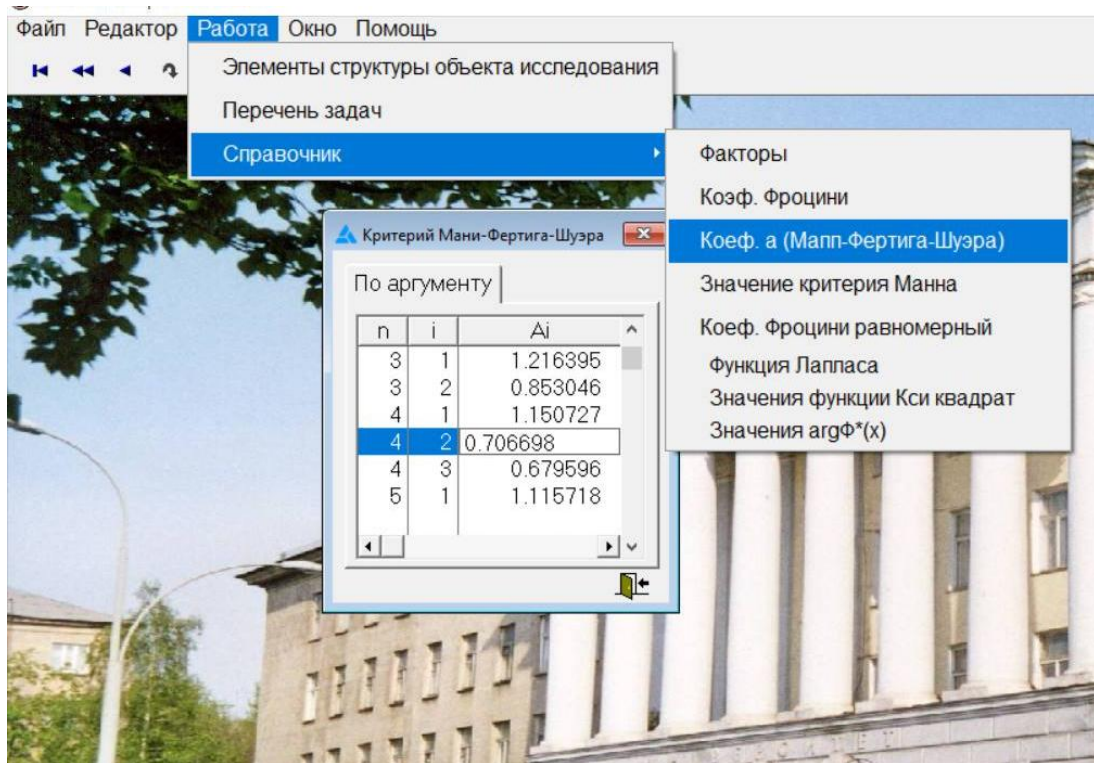 Файл Редактор Работа Окно Помощь
Элементы структуры объекта исследования
Перечень задач
Справочник
Факторы
Коэф. Фроцини
Коеф. а (Мапп-Фертига-Шуэра)
Значение критерия Манна
Коеф. Фроцини равномерный
Функция Лапласа
Значения функции Кси квадрат
Значения argФ*(x)
Критерий Мани-Фертига-Шуэра
По аргументу
n i Ai
3 1 1.216395
3 2 0.853046
4 1 1.150727
4 2 0.706698
4 3 0.679596
5 1 1.115718